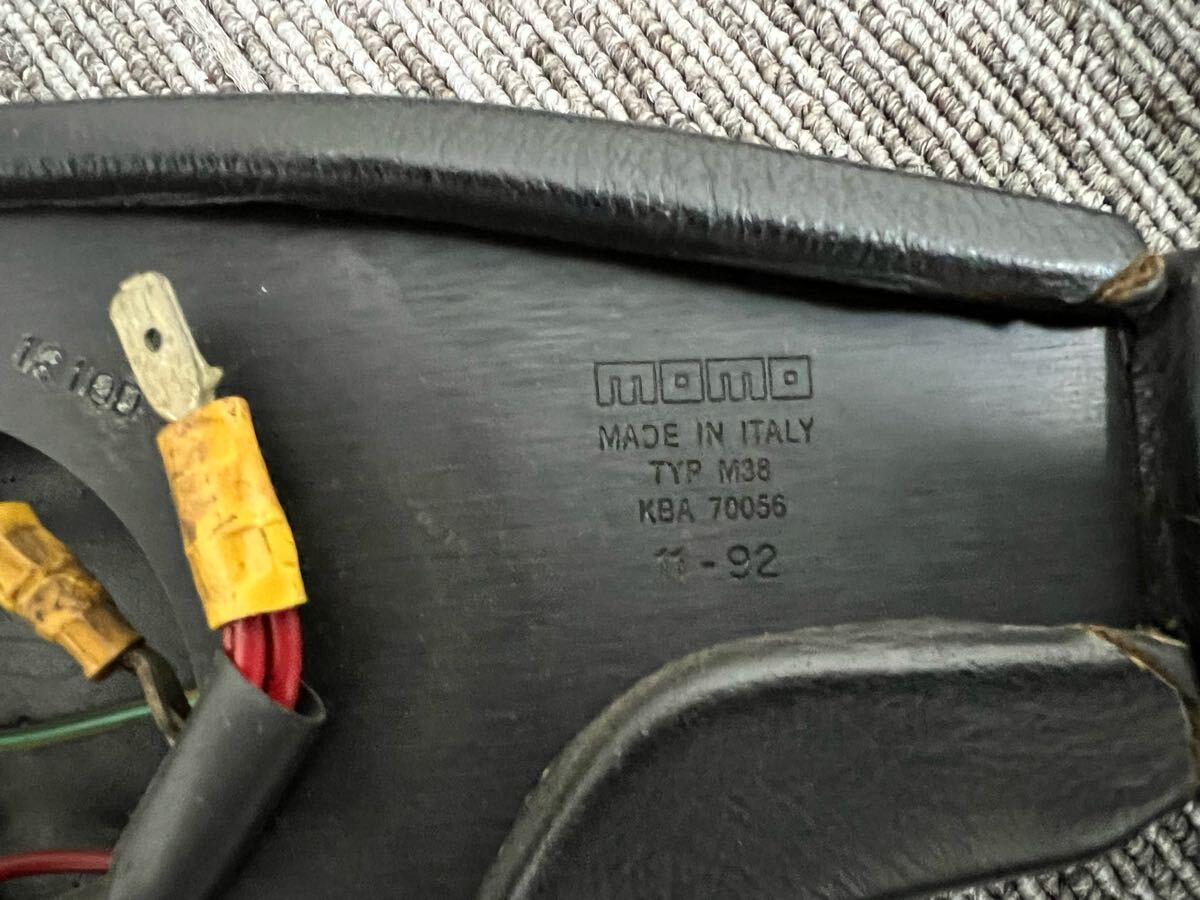 momo
MADE IN ITALY
TYP M38
KBA 70056
11-92